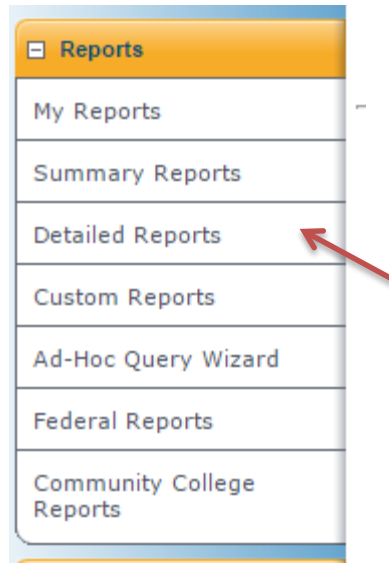 Reports
My Reports
Summary Reports
Detailed Reports
Custom Reports
Ad-Hoc Query Wizard
Federal Reports
Community College
Reports